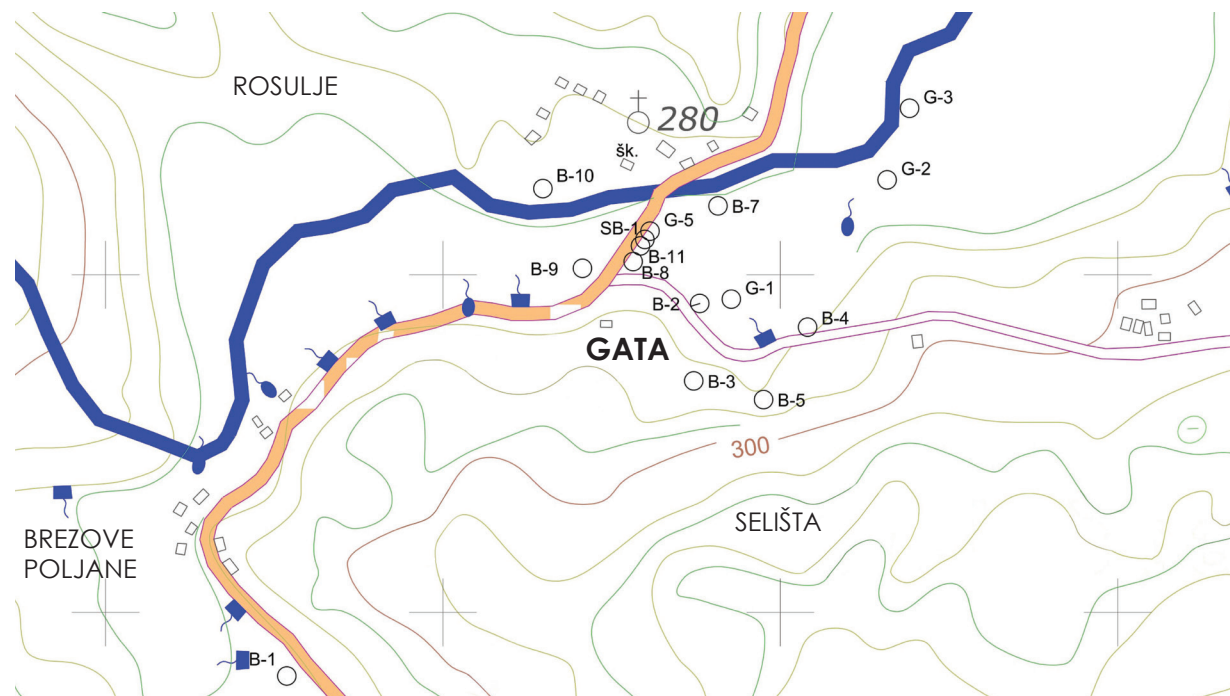 ROSULJE
280
šk.
G-3
G-2
B-10
B-7
SB-1
G-5
B-11
B-8
B-9
G-1
B-2
B-4
GATA
B-3
B-5
300
SELIŠTA
BREZOVE
POLJANE
B-1